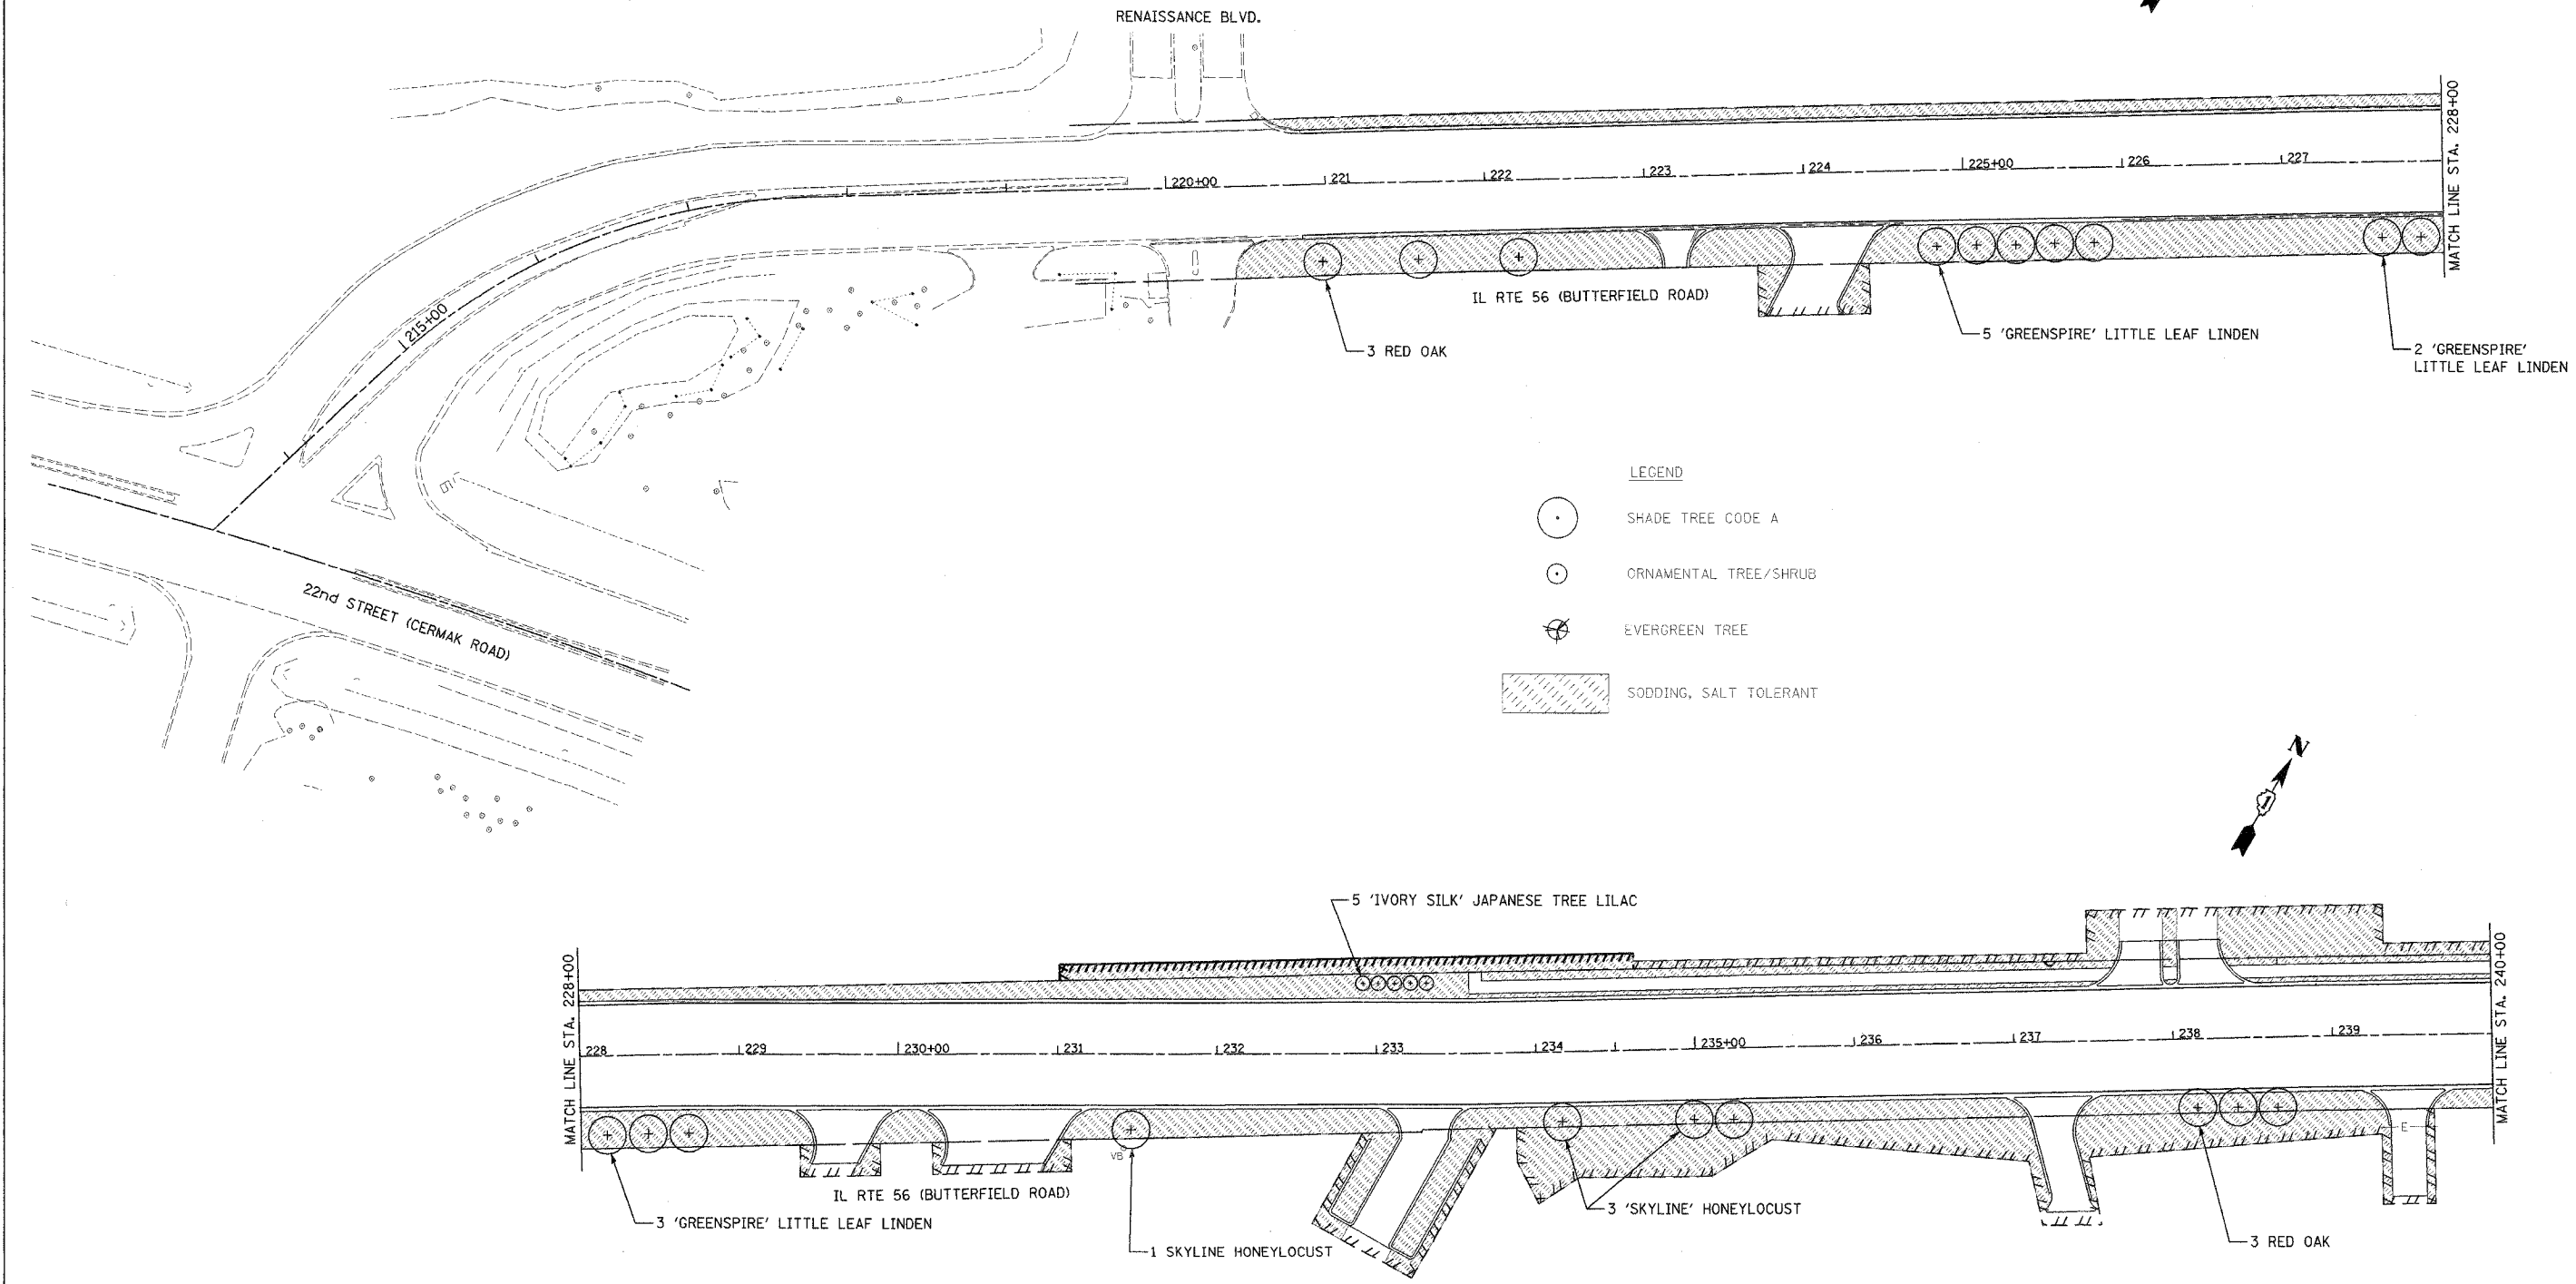 RENAISSANCE BLVD.
MATCH LINE STA. 228+00
215+00
220+00
221
222
223
224
225+00
226
227
IL RTE 56 (BUTTERFIELD ROAD)
3 RED OAK
5 'GREENSPIRE' LITTLE LEAF LINDEN
2 'GREENSPIRE'
LITTLE LEAF LINDEN
22nd STREET (CERMAK ROAD)
LEGEND
SHADE TREE CODE A
ORNAMENTAL TREE/SHRUB
EVERGREEN TREE
SODDING, SALT TOLERANT
N
5 'IVORY SILK' JAPANESE TREE LILAC
MATCH LINE STA. 228+00
228
229
230+00
231
232
233
234
235+00
236
237
238
239
MATCH LINE STA. 240+00
VB
E
IL RTE 56 (BUTTERFIELD ROAD)
3 'GREENSPIRE' LITTLE LEAF LINDEN
1 SKYLINE HONEYLOCUST
3 'SKYLINE' HONEYLOCUST
3 RED OAK